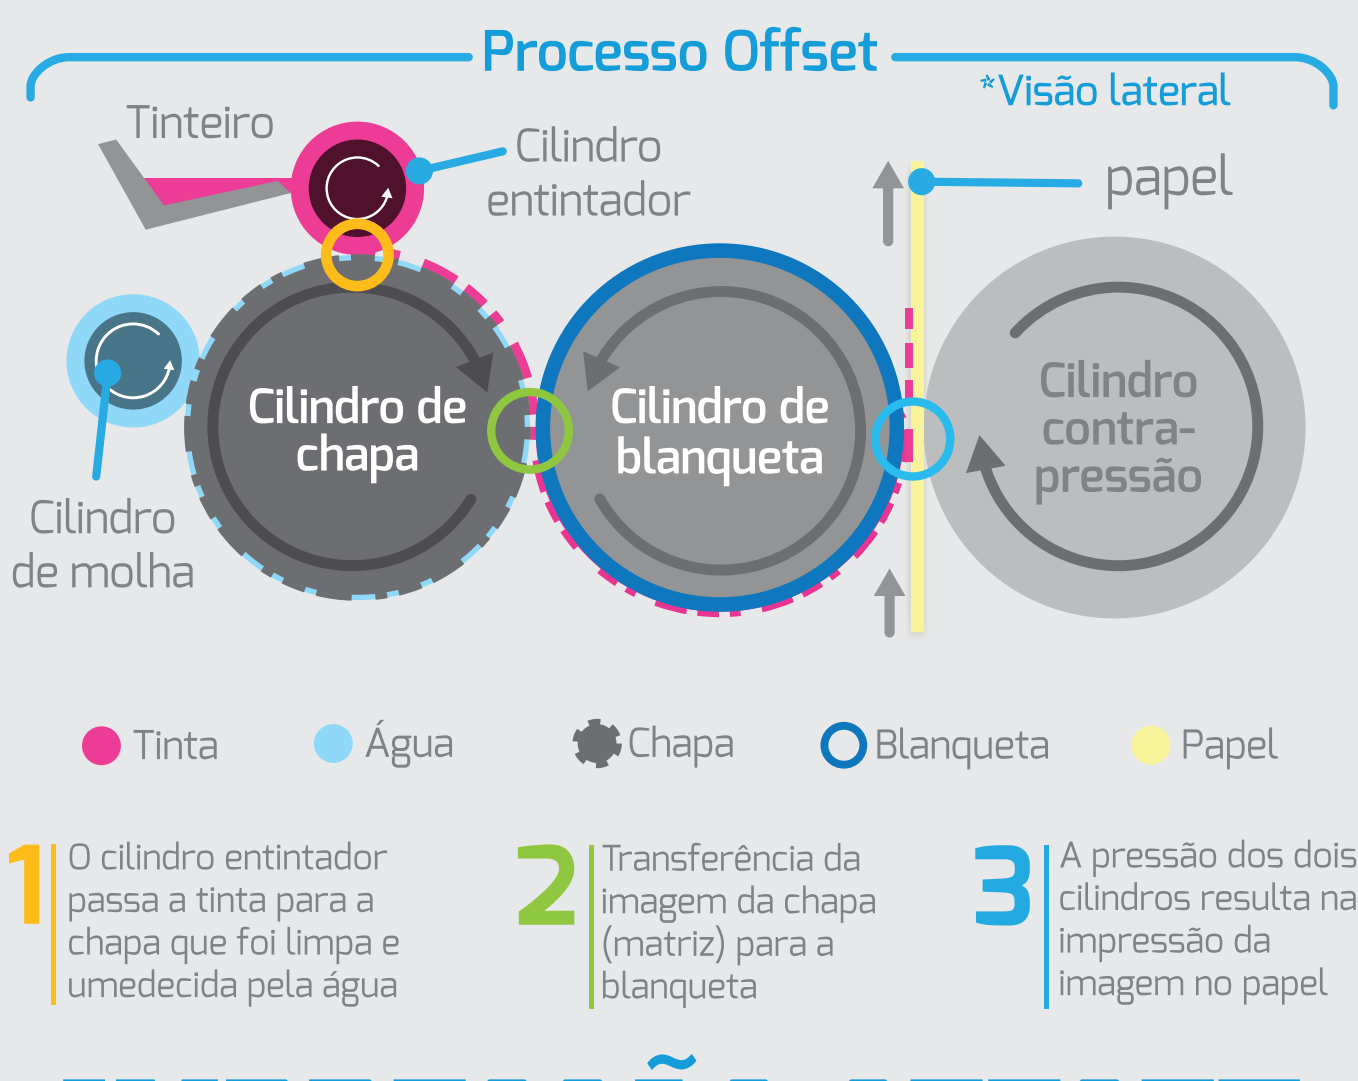 Processo Offset
*Visão lateral
Tinteiro
Cilindro
entintador
papel
Cilindro de
chapa
Cilindro de
blanqueta
Cilindro
contra-
pressão
Cilindro
de molha
Tinta
Água
Chapa
Blanqueta
Papel
1
O cilindro entintador
passa a tinta para a
chapa que foi limpa e
umedecida pela água
2
Transferência da
imagem da chapa
(matriz) para a
blanqueta
3
A pressão dos dois
cilindros resulta na
impressão da
imagem no papel